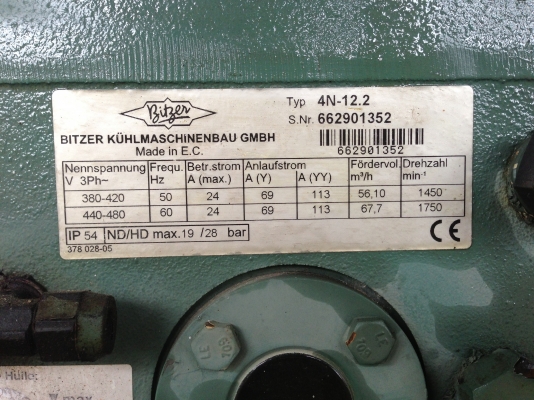 Bitzer
Typ 4N-12.2
S.Nr. 662901352
662901352
BITZER KÜHLMASCHINENBAU GMBH
Made in E.C.
Nennspannung Frequ. Betr.strom Anlaufstrom Fördervol. Drehzahl
V 3Ph~ Hz A (max.) A (Y) A (YY) m³/h min⁻¹
380-420 50 24 69 113 56,10 1450
440-480 60 24 69 113 67,7 1750
IP 54 ND/HD max.19 /28 bar
CE
378 028-05
Hülle:
max